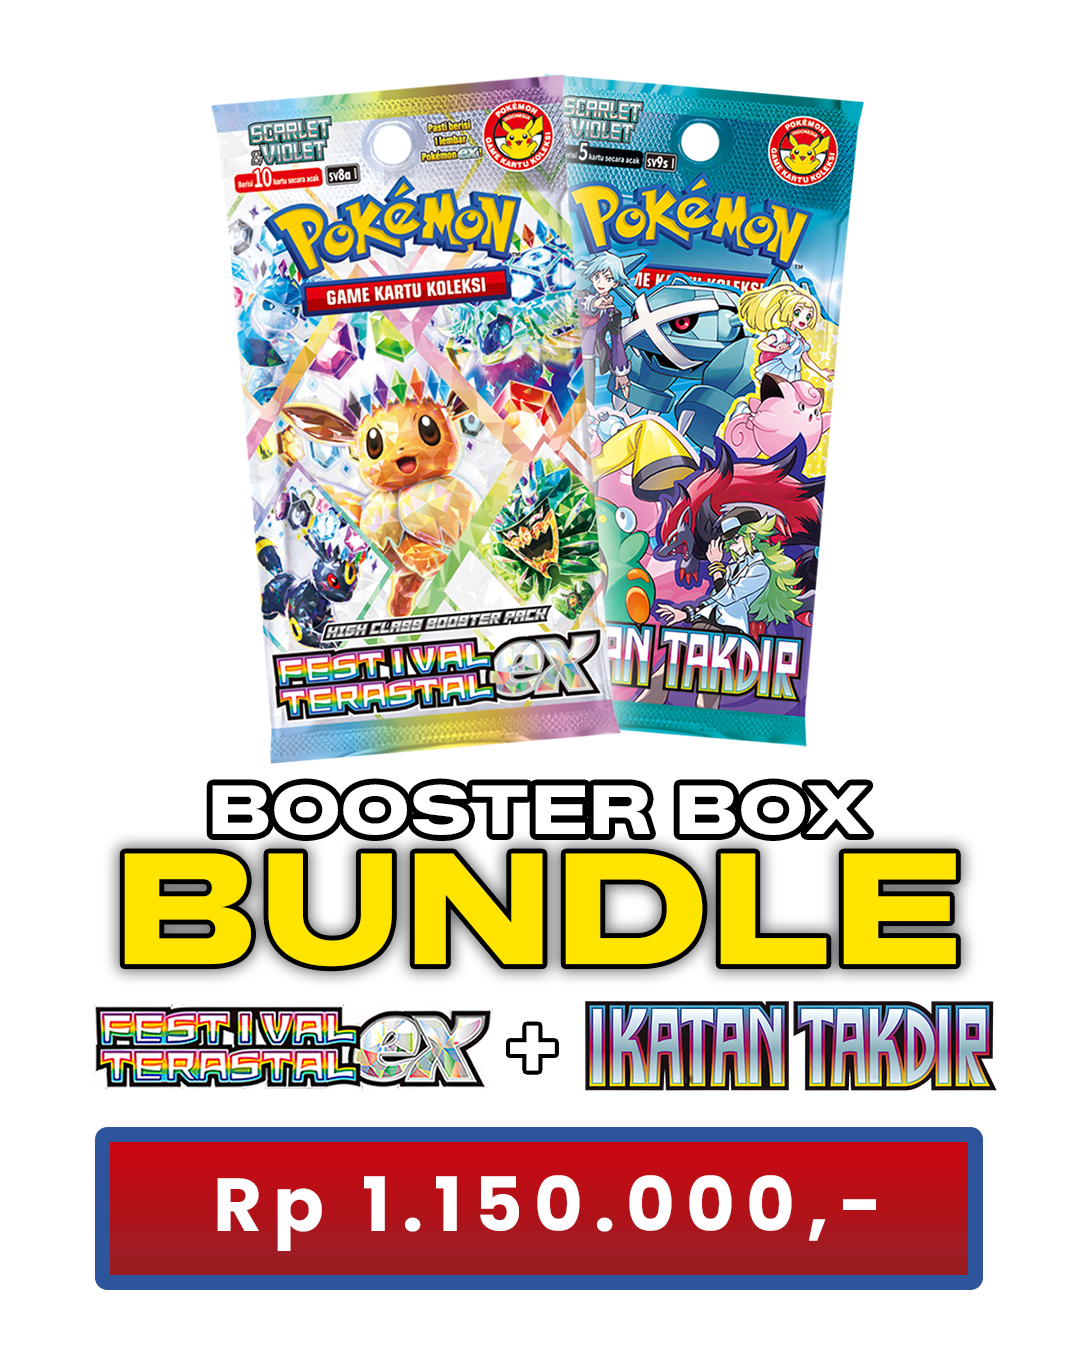 SCARLET
& VIOLET
Berisi 10 kartu secara acak
sv8a I
Pasti berisi
1 lembar
Pokémon ex!
POKÉMON
INDONESIA
GAME KARTU KOLEKSI
POKÉMON
GAME KARTU KOLEKSI
HIGH CLASS BOOSTER PACK
FESTIVAL
TERASTAL ex
SCARLET
& VIOLET
5 kartu secara acak
sv9s I
POKÉMON
INDONESIA
GAME KARTU KOLEKSI
POKÉMON
TAKDIR
BOOSTER BOX
BUNDLE
FESTIVAL
TERASTAL ex + IKATAN TAKDIR
Rp 1.150.000,-